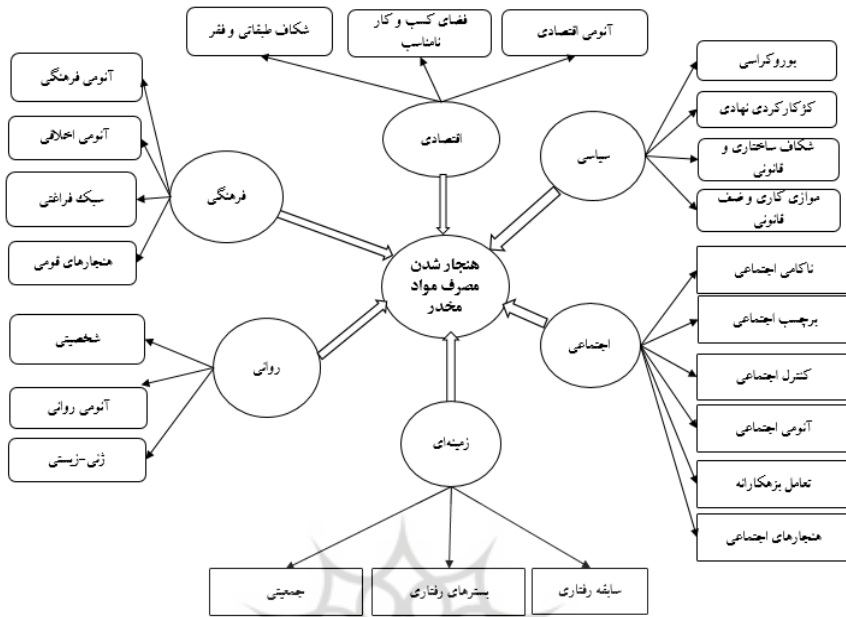 شکاف طبقاتی و فقر
فضای کسب و کار
نامناسب
آنومی اقتصادی
بوروکراسی
کژکارکردی نهادی
شکاف ساختاری و
قانونی
موازی کاری و ضف
قانونی
آنومی فرهنگی
آنومی اخلاقی
سبک فراغتی
هنجارهای قومی
اقتصادی
سیاسی
فرهنگی
هنجار شدن
مصرف مواد
مخدر
ناکامی اجتماعی
برچسب اجتماعی
کنترل اجتماعی
آنومی اجتماعی
تعامل بزهکارانه
هنجارهای اجتماعی
اجتماعی
روانی
شخصیتی
آنومی روانی
ژنی-زیستی
زمینه‌ای
سابقه رفتاری
بسترهای رفتاری
جمعیتی